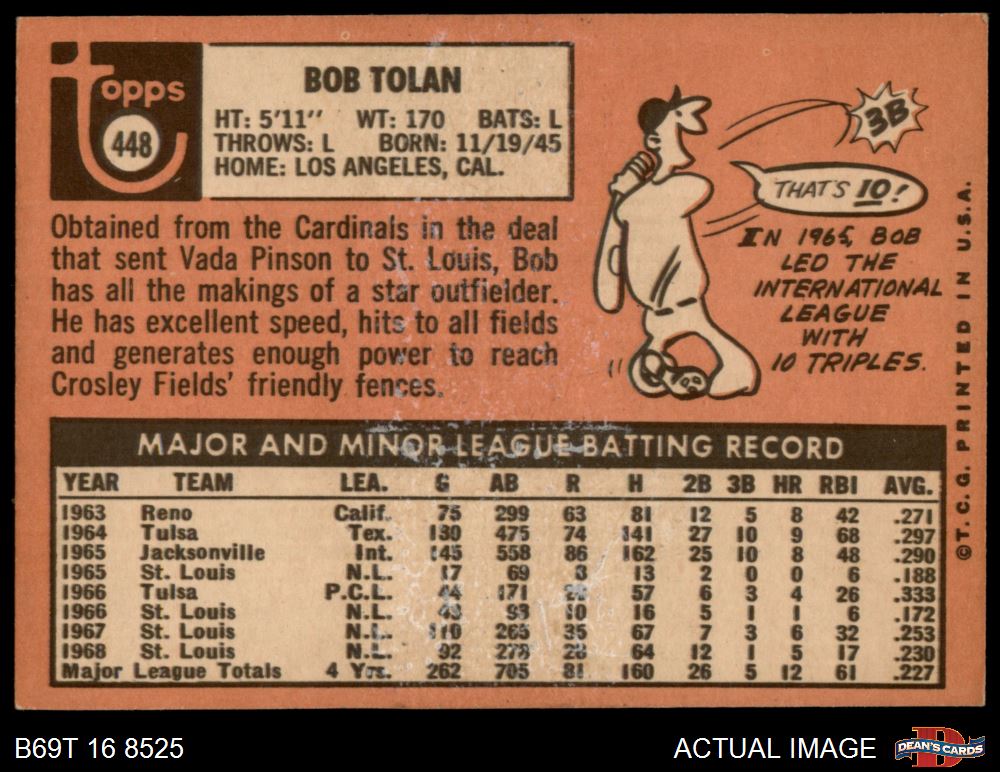 topps
448
BOB TOLAN
HT: 5'11" WT: 170 BATS: L
THROWS: L BORN: 11/19/45
HOME: LOS ANGELES, CAL.
Obtained from the Cardinals in the deal
that sent Vada Pinson to St. Louis, Bob
has all the makings of a star outfielder.
He has excellent speed, hits to all fields
and generates enough power to reach
Crosley Fields' friendly fences.
3B
THAT'S 10!
IN 1965, BOB
LED THE
INTERNATIONAL
LEAGUE
WITH
10 TRIPLES.
©T.C.G. PRINTED IN U.S.A.
MAJOR AND MINOR LEAGUE BATTING RECORD
YEAR TEAM LEA. G AB R H 2B 3B HR RBI AVG.
1963 Reno Calif. 75 299 63 81 12 5 8 42 .271
1964 Tulsa Tex. 130 475 74 141 27 10 9 68 .297
1965 Jacksonville Int. 145 558 86 162 25 10 8 48 .290
1965 St. Louis N.L. 17 69 8 13 2 0 0 6 .188
1966 Tulsa P.C.L. 44 171 57 6 3 4 26 .333
1966 St. Louis N.L. 43 93 10 16 5 1 1 6 .172
1967 St. Louis N.L. 110 265 35 67 7 3 6 32 .253
1968 St. Louis N.L. 92 278 28 64 12 1 5 17 .230
Major League Totals 4 Yrs. 262 705 81 160 26 5 12 61 .227
B69T 16 8525
ACTUAL IMAGE
DEAN'S CARDS